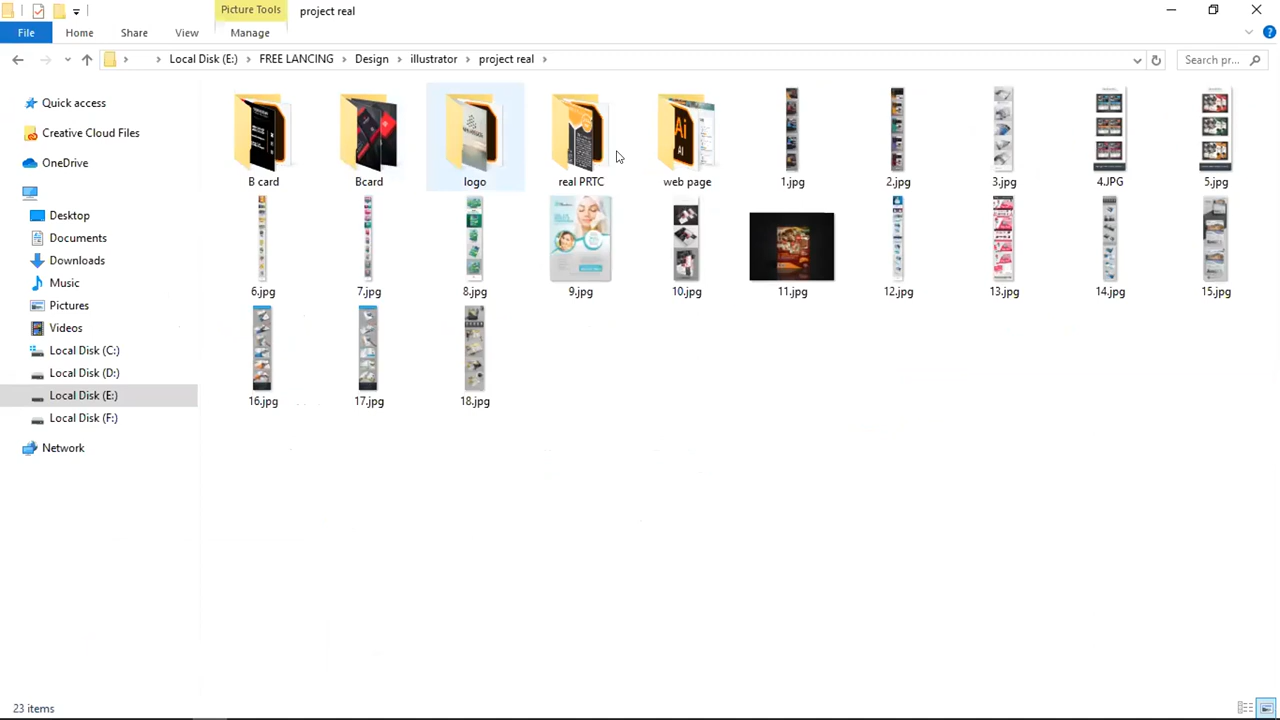 Picture Tools
project real
File
Home
Share
View
Manage
Local Disk (E:)
FREE LANCING
Design
illustrator
project real
Search pr...
Quick access
Creative Cloud Files
OneDrive
Desktop
Documents
Downloads
Music
Pictures
Videos
Local Disk (C:)
Local Disk (D:)
Local Disk (E:)
Local Disk (F:)
Network
Ai
AI
B card
Bcard
logo
real PRTC
web page
1.jpg
2.jpg
3.jpg
4.JPG
5.jpg
6.jpg
7.jpg
8.jpg
9.jpg
10.jpg
11.jpg
12.jpg
13.jpg
14.jpg
15.jpg
16.jpg
17.jpg
18.jpg
23 items